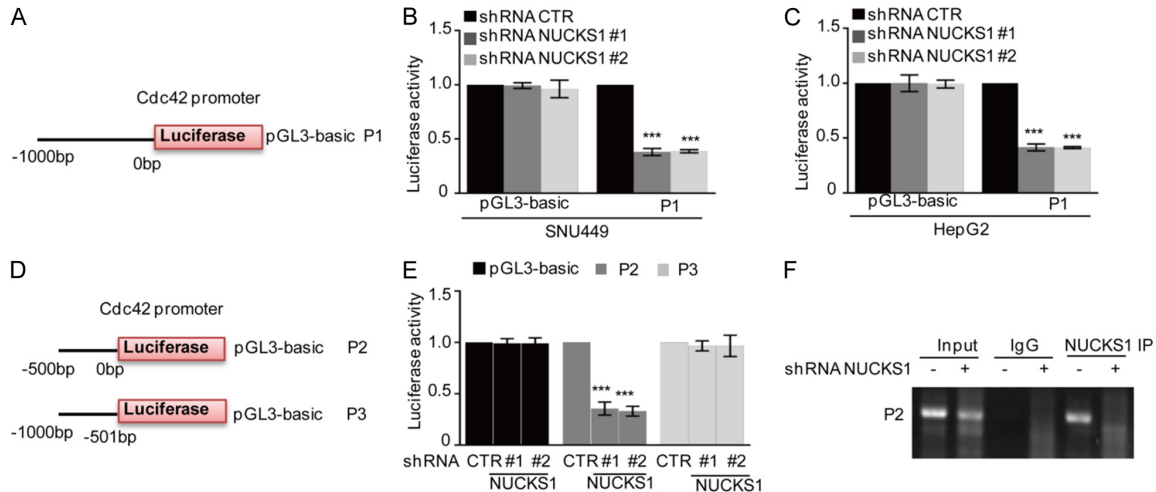 A
Cdc42 promoter
Luciferase
pGL3-basic P1
-1000bp
0bp
B
shRNA CTR
shRNA NUCKS1 #1
shRNA NUCKS1 #2
Luciferase activity
1.5
1.0
0.5
0
*** ***
pGL3-basic P1
SNU449
C
shRNA CTR
shRNA NUCKS1 #1
shRNA NUCKS1 #2
Luciferase activity
1.5
1.0
0.5
0
*** ***
pGL3-basic P1
HepG2
D
Cdc42 promoter
Luciferase
pGL3-basic P2
-500bp 0bp
Luciferase
pGL3-basic P3
-1000bp -501bp
E
pGL3-basic P2 P3
Luciferase activity
1.5
1.0
0.5
0
*** ***
shRNA CTR #1 #2 CTR #1 #2 CTR #1 #2
NUCKS1 NUCKS1 NUCKS1
F
Input IgG NUCKS1 IP
shRNA NUCKS1 - + - + - +
P2